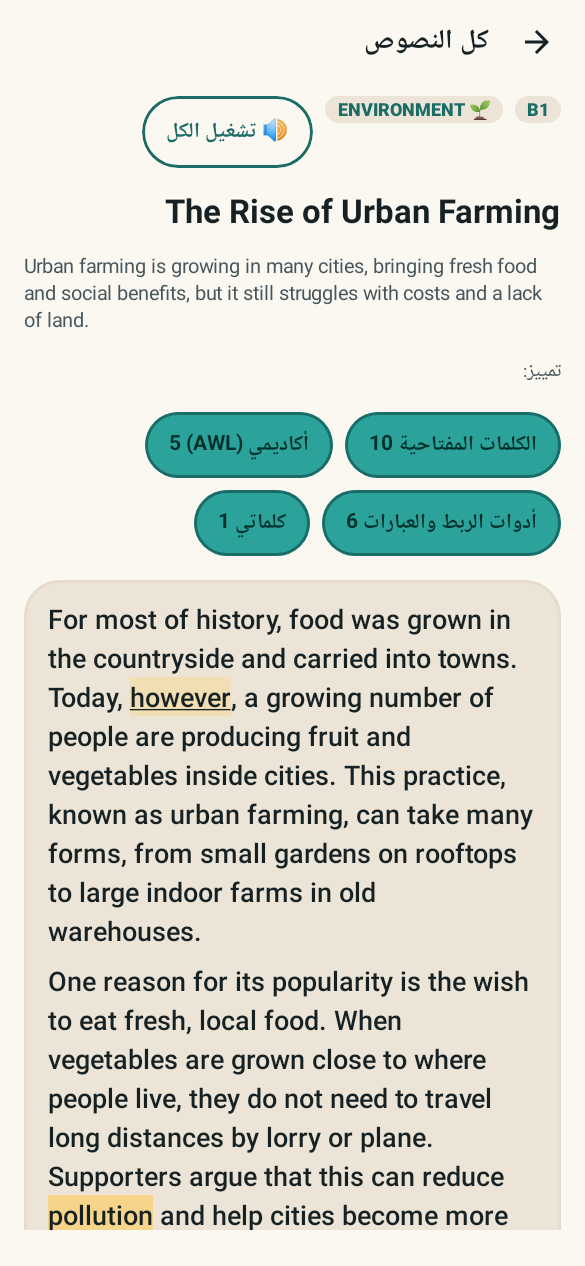 كل النصوص
B1
ENVIRONMENT 🌱
🔊 تشغيل الكل
The Rise of Urban Farming
Urban farming is growing in many cities, bringing fresh food
and social benefits, but it still struggles with costs and a lack
of land.
تمييز:
الكلمات المفتاحية 10
أكاديمي (AWL) 5
أدوات الربط والعبارات 6
كلماتي 1
For most of history, food was grown in
the countryside and carried into towns.
Today, however, a growing number of
people are producing fruit and
vegetables inside cities. This practice,
known as urban farming, can take many
forms, from small gardens on rooftops
to large indoor farms in old
warehouses.
One reason for its popularity is the wish
to eat fresh, local food. When
vegetables are grown close to where
people live, they do not need to travel
long distances by lorry or plane.
Supporters argue that this can reduce
pollution and help cities become more